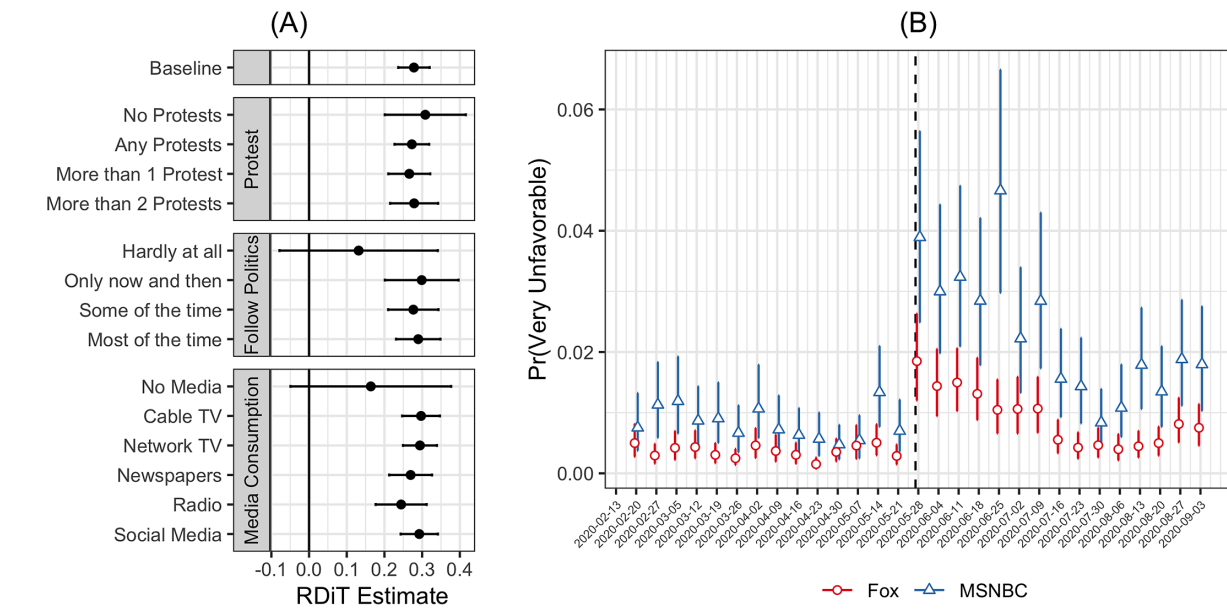 (A)
Baseline
Protest
No Protests
Any Protests
More than 1 Protest
More than 2 Protests
Follow Politics
Hardly at all
Only now and then
Some of the time
Most of the time
Media Consumption
No Media
Cable TV
Network TV
Newspapers
Radio
Social Media
-0.1 0.0 0.1 0.2 0.3 0.4
RDiT Estimate
(B)
Pr(Very Unfavorable)
0.06
0.04
0.02
0.00
2020-02-13
2020-02-20
2020-02-27
2020-03-05
2020-03-12
2020-03-19
2020-03-26
2020-04-02
2020-04-09
2020-04-16
2020-04-23
2020-04-30
2020-05-07
2020-05-14
2020-05-21
2020-05-28
2020-06-04
2020-06-11
2020-06-18
2020-06-25
2020-07-02
2020-07-09
2020-07-16
2020-07-23
2020-07-30
2020-08-06
2020-08-13
2020-08-20
2020-08-27
2020-09-03
Fox MSNBC